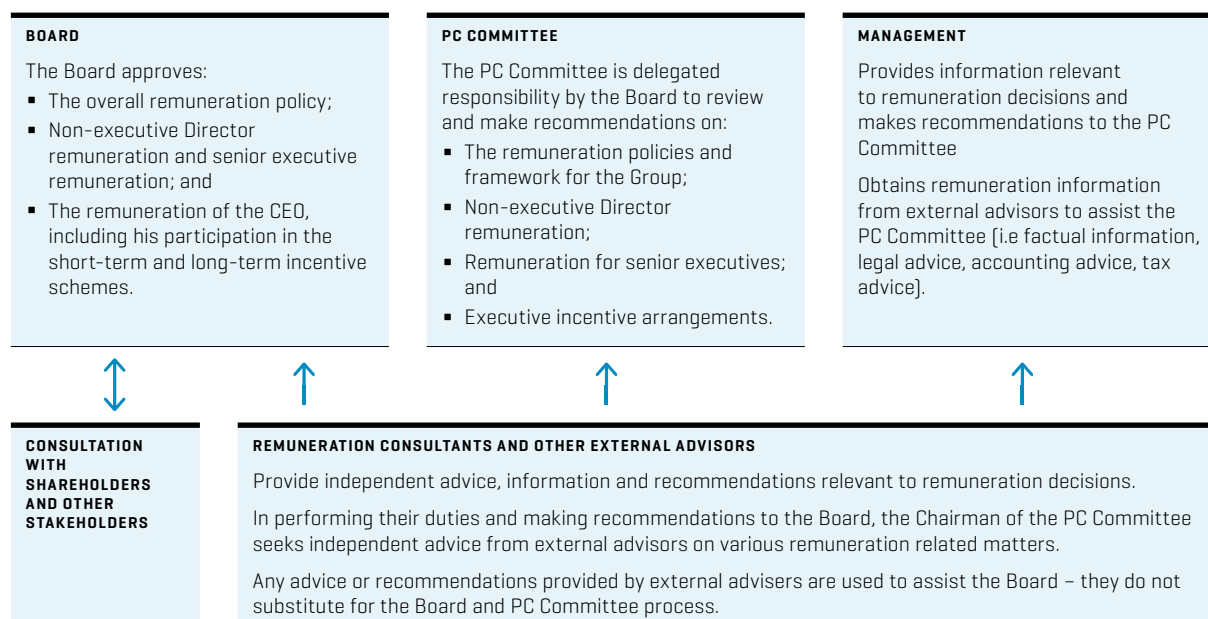 BOARD
The Board approves:
▪ The overall remuneration policy;
▪ Non-executive Director
remuneration and senior executive
remuneration; and
▪ The remuneration of the CEO,
including his participation in the
short-term and long-term incentive
schemes.
PC COMMITTEE
The PC Committee is delegated
responsibility by the Board to review
and make recommendations on:
▪ The remuneration policies and
framework for the Group;
▪ Non-executive Director
remuneration;
▪ Remuneration for senior executives;
and
▪ Executive incentive arrangements.
MANAGEMENT
Provides information relevant
to remuneration decisions and
makes recommendations to the PC
Committee
Obtains remuneration information
from external advisors to assist the
PC Committee (i.e factual information,
legal advice, accounting advice, tax
advice).
CONSULTATION
WITH
SHAREHOLDERS
AND OTHER
STAKEHOLDERS
REMUNERATION CONSULTANTS AND OTHER EXTERNAL ADVISORS
Provide independent advice, information and recommendations relevant to remuneration decisions.
In performing their duties and making recommendations to the Board, the Chairman of the PC Committee
seeks independent advice from external advisors on various remuneration related matters.
Any advice or recommendations provided by external advisers are used to assist the Board – they do not
substitute for the Board and PC Committee process.